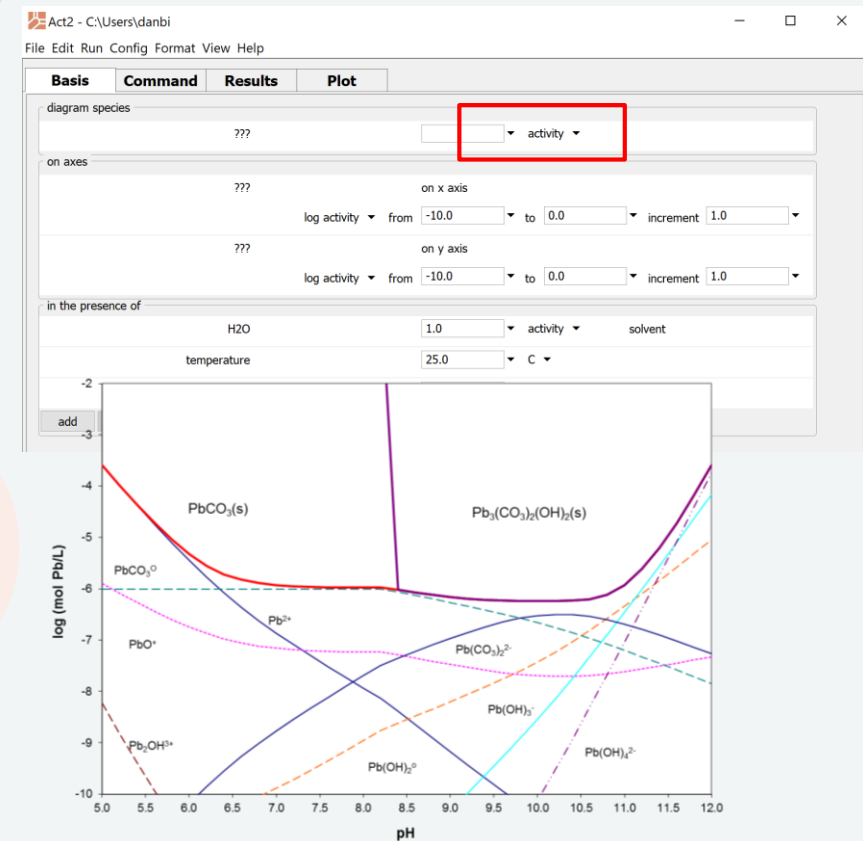 Act2 - C:\Users\danbi
File Edit Run Config Format View Help
Basis Command Results Plot
diagram species
??? activity
on axes
??? on x axis
log activity from -10.0 to 0.0 increment 1.0
??? on y axis
log activity from -10.0 to 0.0 increment 1.0
in the presence of
H2O 1.0 activity solvent
temperature 25.0 C
add
-2
-3
-4
-5
-6
-7
-8
-9
-10
log (mol Pb/L)
PbCO₃(s)
Pb₃(CO₃)₂(OH)₂(s)
PbCO₃⁰
Pb²⁺
PbO⁺
Pb(CO₃)₂²⁻
Pb(OH)₃⁻
Pb₂OH³⁺
Pb(OH)₄²⁻
Pb(OH)₂⁰
5.0 5.5 6.0 6.5 7.0 7.5 8.0 8.5 9.0 9.5 10.0 10.5 11.0 11.5 12.0
pH